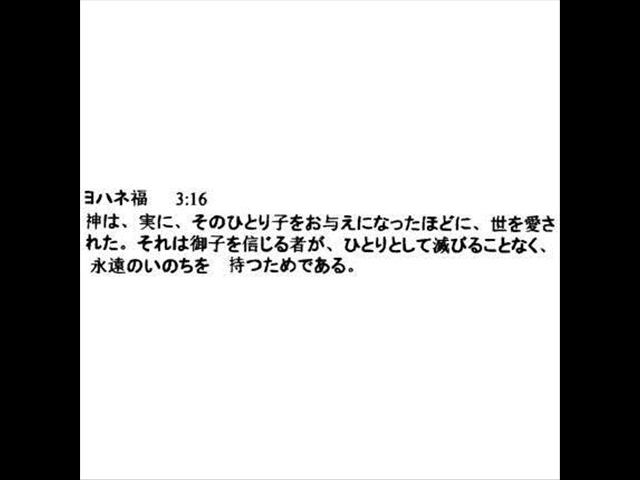 ヨハネ福 3:16
神は、実に、そのひとり子をお与えになったほどに、世を愛さ
れた。それは御子を信じる者が、ひとりとして滅びることなく、
永遠のいのちを 持つためである。